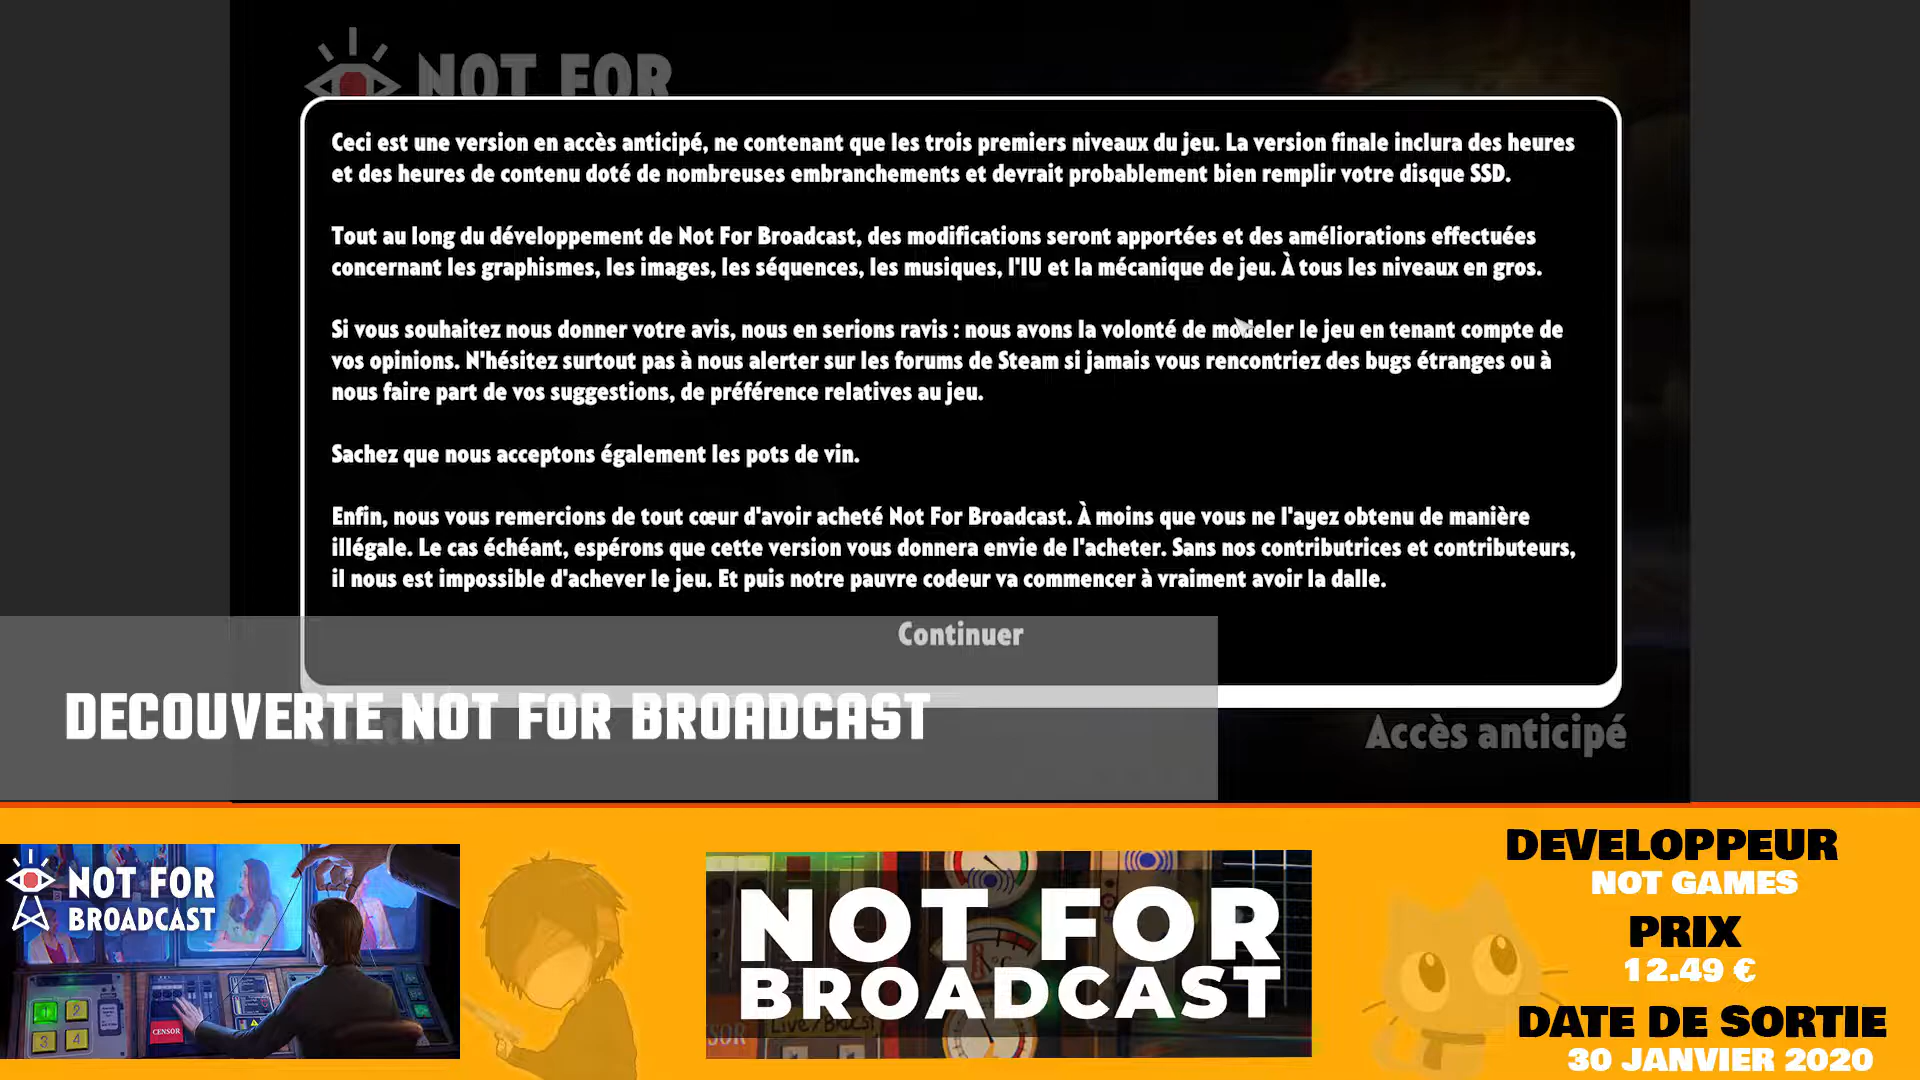 NOT FOR
Ceci est une version en accès anticipé, ne contenant que les trois premiers niveaux du jeu. La version finale inclura des heures
et des heures de contenu doté de nombreuses embranchements et devrait probablement bien remplir votre disque SSD.
Tout au long du développement de Not For Broadcast, des modifications seront apportées et des améliorations effectuées
concernant les graphismes, les images, les séquences, les musiques, l'IU et la mécanique de jeu. À tous les niveaux en gros.
Si vous souhaitez nous donner votre avis, nous en serions ravis : nous avons la volonté de modeler le jeu en tenant compte de
vos opinions. N'hésitez surtout pas à nous alerter sur les forums de Steam si jamais vous rencontriez des bugs étranges ou à
nous faire part de vos suggestions, de préférence relatives au jeu.
Sachez que nous acceptons également les pots de vin.
Enfin, nous vous remercions de tout cœur d'avoir acheté Not For Broadcast. À moins que vous ne l'ayez obtenu de manière
illégale. Le cas échéant, espérons que cette version vous donnera envie de l'acheter. Sans nos contributrices et contributeurs,
il nous est impossible d'achever le jeu. Et puis notre pauvre codeur va commencer à vraiment avoir la dalle.
Continuer
DECOUVERTE NOT FOR BROADCAST
Accès anticipé
NOT FOR
BROADCAST
1 2
3 4
CENSOR
NOT FOR
BROADCAST
DEVELOPPEUR
NOT GAMES
PRIX
12.49 €
DATE DE SORTIE
30 JANVIER 2020